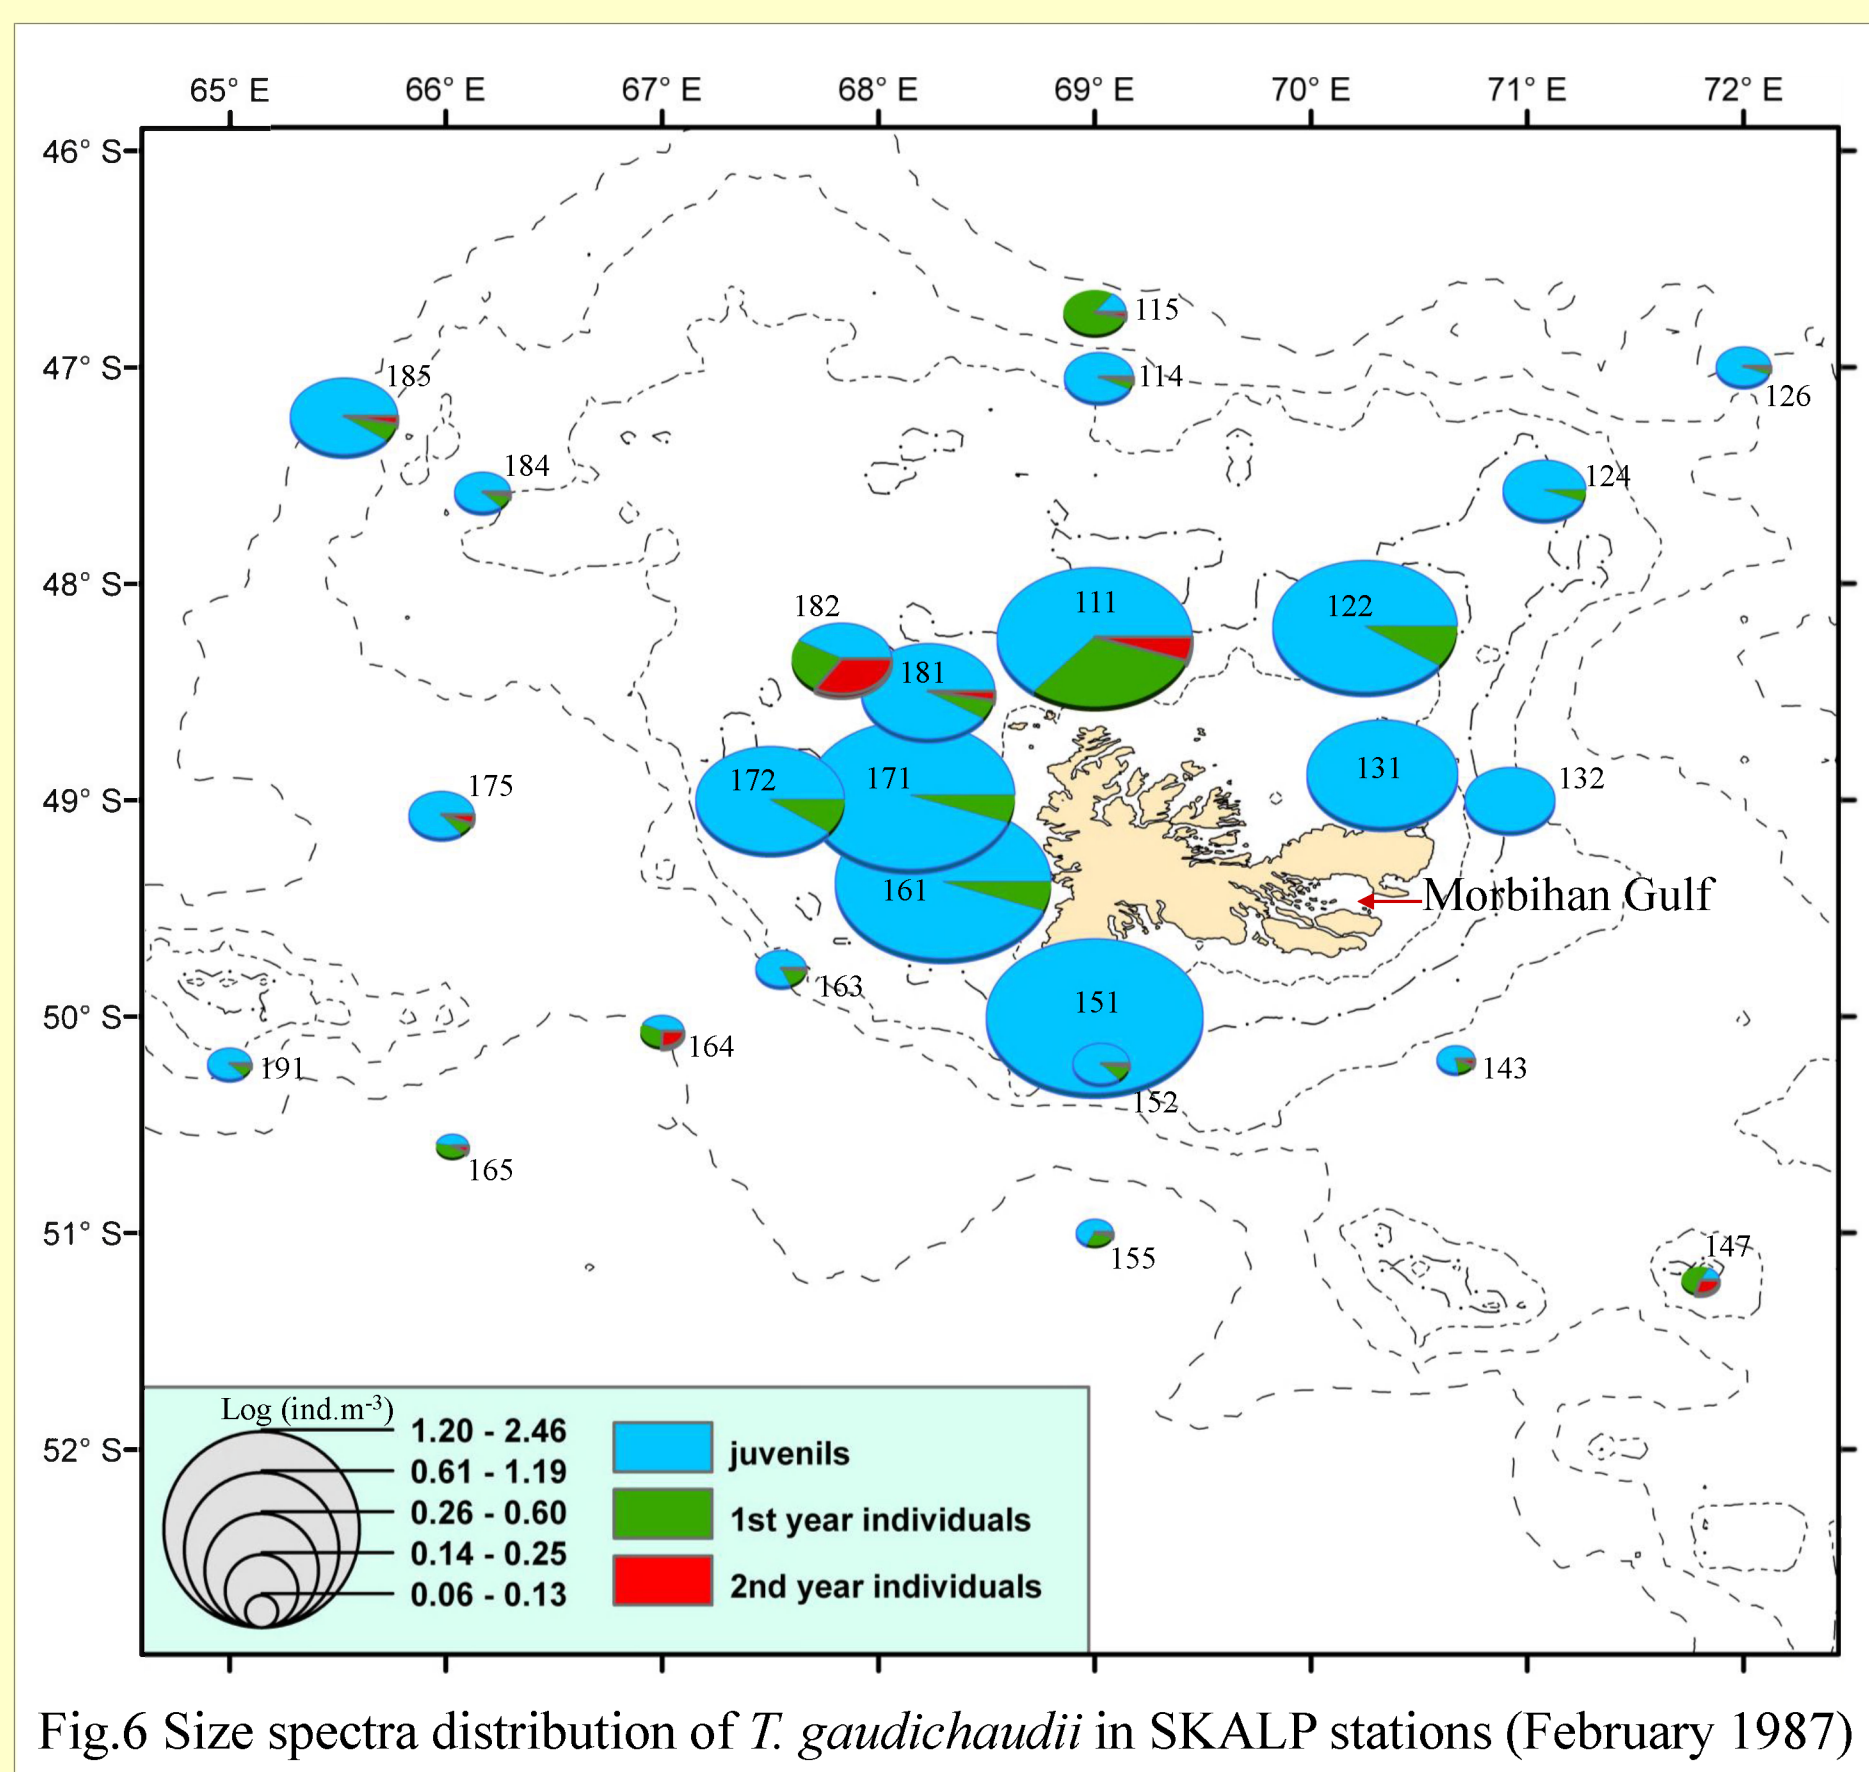 65° E 66° E 67° E 68° E 69° E 70° E 71° E 72° E
46° S
115
47° S
185
114
126
184
124
48° S
182
111
122
181
175
172
171
131
132
49° S
161
Morbihan Gulf
163
151
50° S
164
191
143
152
165
51° S
155
147
Log (ind.m-3)
1.20 - 2.46
0.61 - 1.19
0.26 - 0.60
0.14 - 0.25
0.06 - 0.13
juvenils
1st year individuals
2nd year individuals
52° S
Fig.6 Size spectra distribution of T. gaudichaudii in SKALP stations (February 1987)